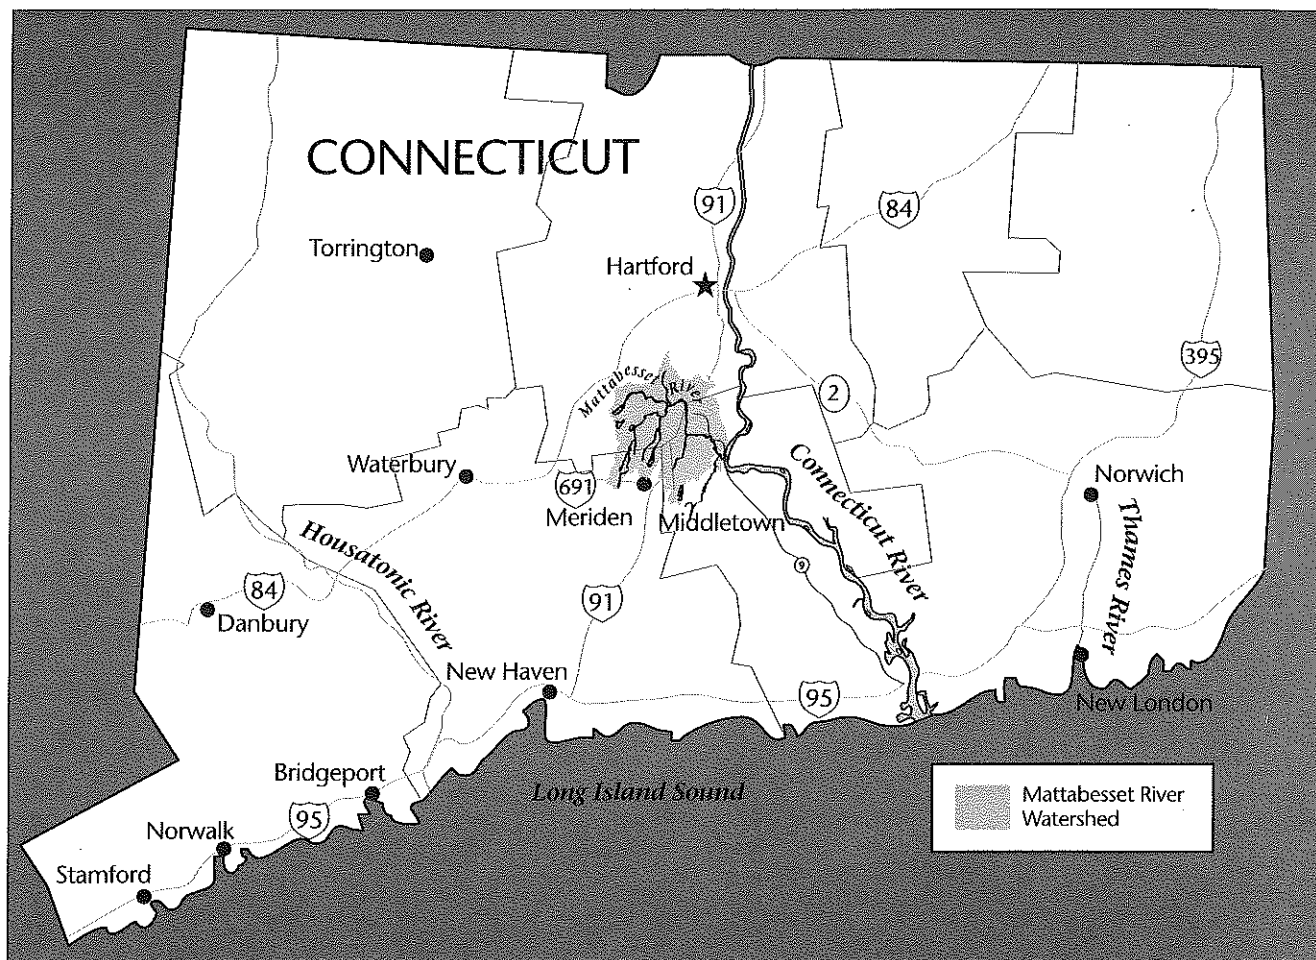 CONNECTICUT
91
84
Torrington
Hartford
395
Mattabesset River
2
Waterbury
691
Meriden
Middletown
Connecticut River
Norwich
Thames River
Housatonic River
9
84
Danbury
91
New Haven
95
New London
Bridgeport
Long Island Sound
95
Norwalk
Stamford
Mattabesset River
Watershed